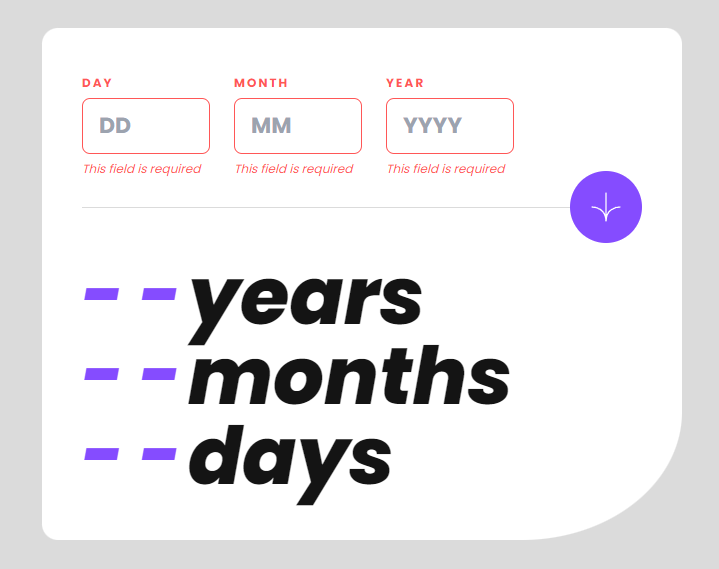 DAY MONTH YEAR
DD MM YYYY
This field is required This field is required This field is required
- - years
- - months
- - days